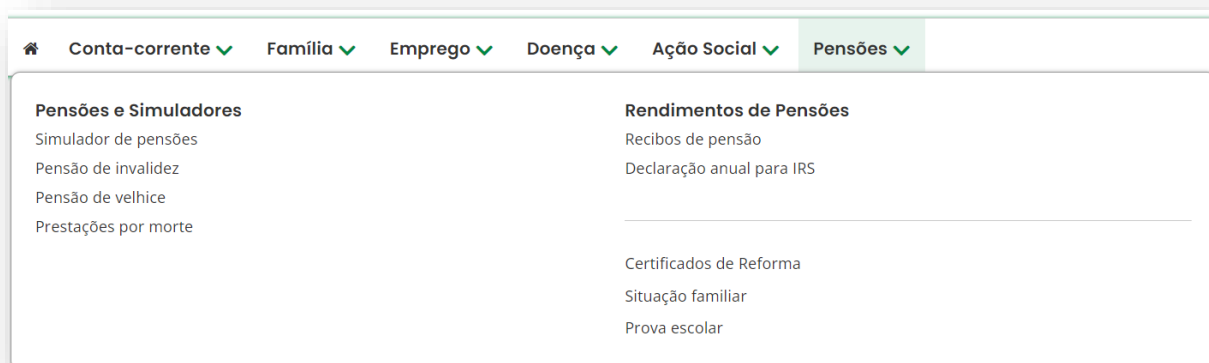 Conta-corrente Família Emprego Doença Ação Social Pensões
Pensões e Simuladores
Simulador de pensões
Pensão de invalidez
Pensão de velhice
Prestações por morte
Rendimentos de Pensões
Recibos de pensão
Declaração anual para IRS
Certificados de Reforma
Situação familiar
Prova escolar